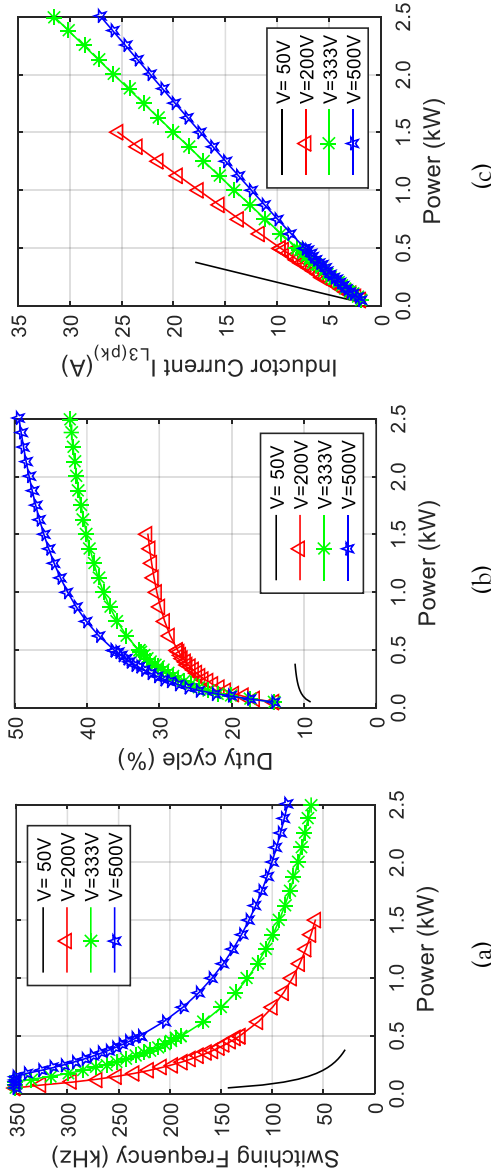 350
300
250
200
150
100
50
0
Switching Frequency (kHz)
0.0 0.5 1.0 1.5 2.0 2.5
Power (kW)
V= 50V
V=200V
V=333V
V=500V
(a)
50
40
30
20
10
0
Duty cycle (%)
0.0 0.5 1.0 1.5 2.0 2.5
Power (kW)
V= 50V
V=200V
V=333V
V=500V
(b)
35
30
25
20
15
10
5
0
Inductor Current I L3(pk) (A)
0.0 0.5 1.0 1.5 2.0 2.5
Power (kW)
V= 50V
V=200V
V=333V
V=500V
(c)